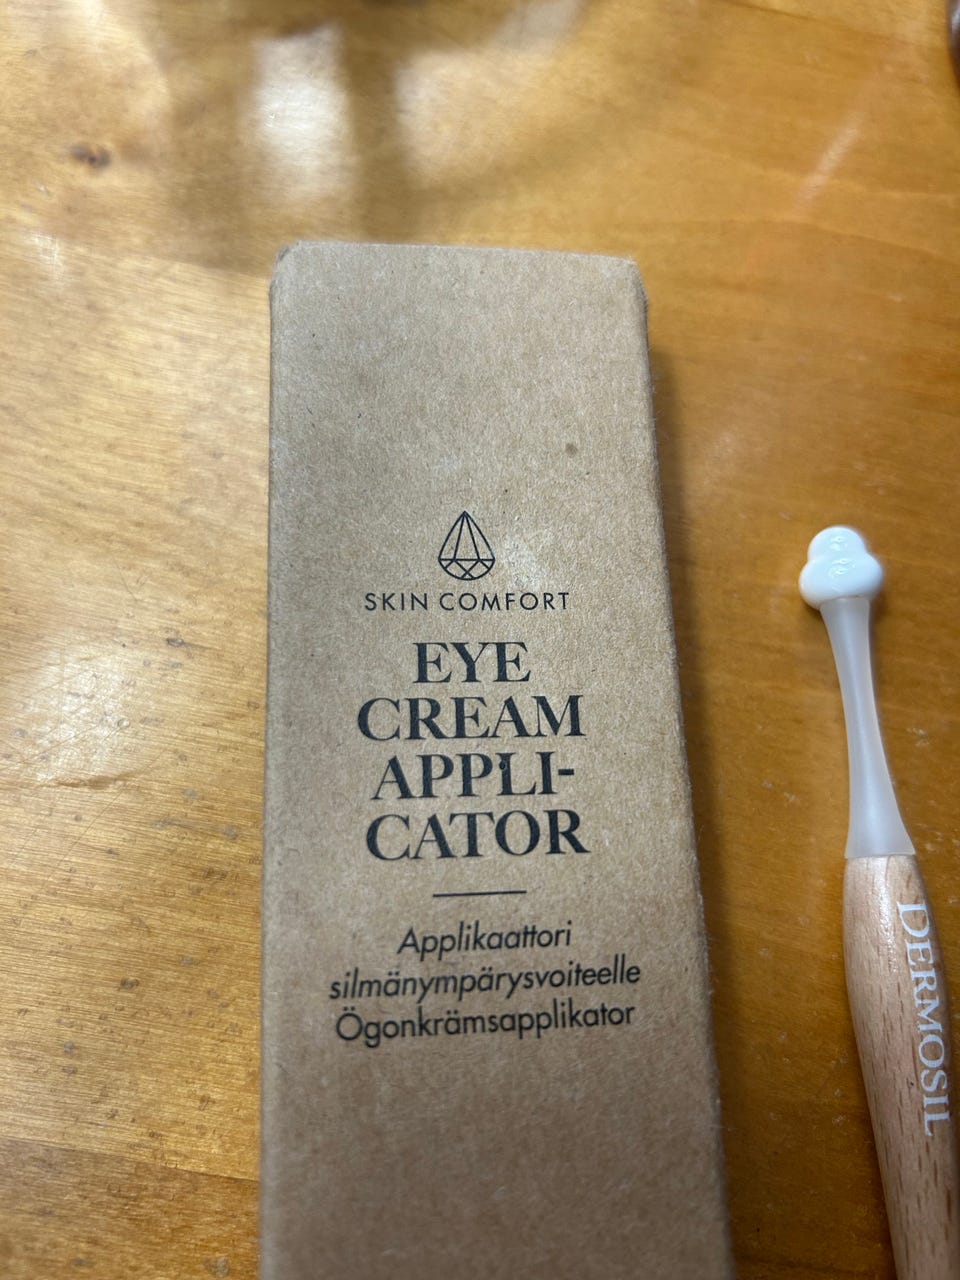 SKIN COMFORT
EYE
CREAM
APPLI-
CATOR
Applikaattori
silmänympärysvoiteelle
Ögonkrämsapplikator
DERMOSIL